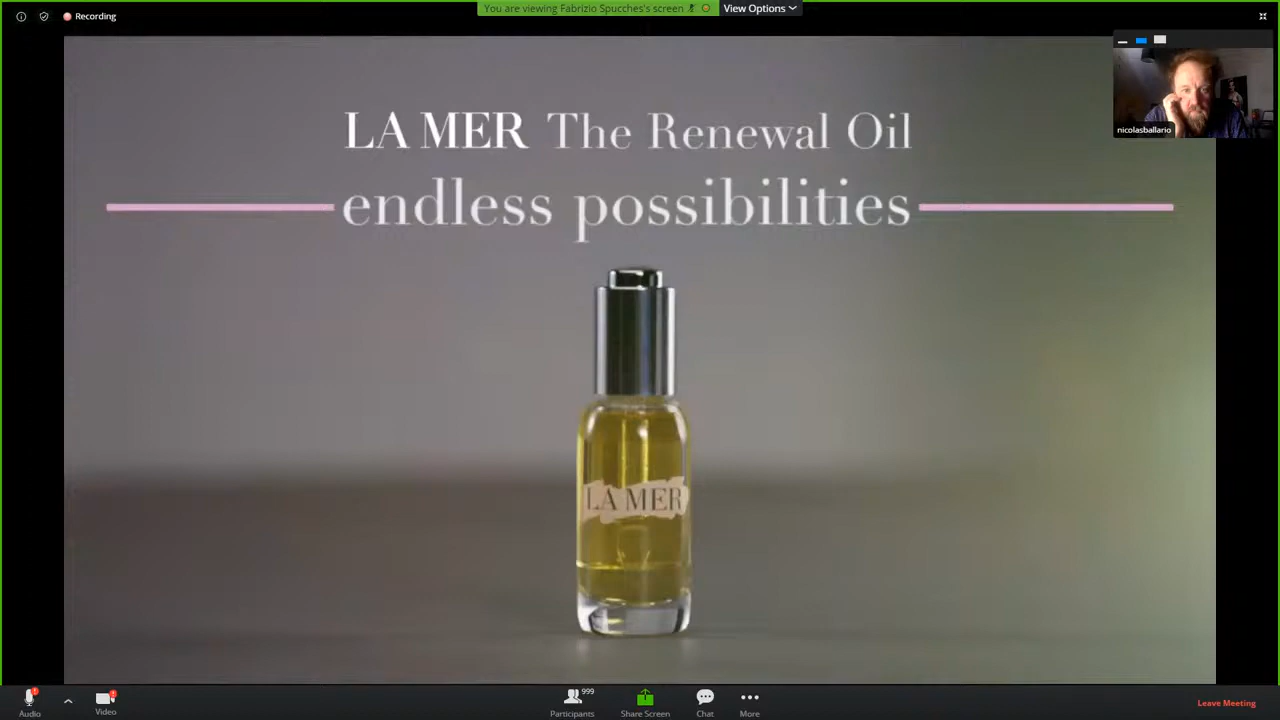 Recording
You are viewing Fabrizio Spucches's screen
View Options
nicolasballario
LA MER The Renewal Oil
endless possibilities
LA MER
Audio
Video
999
Participants
Share Screen
Chat
More
Leave Meeting